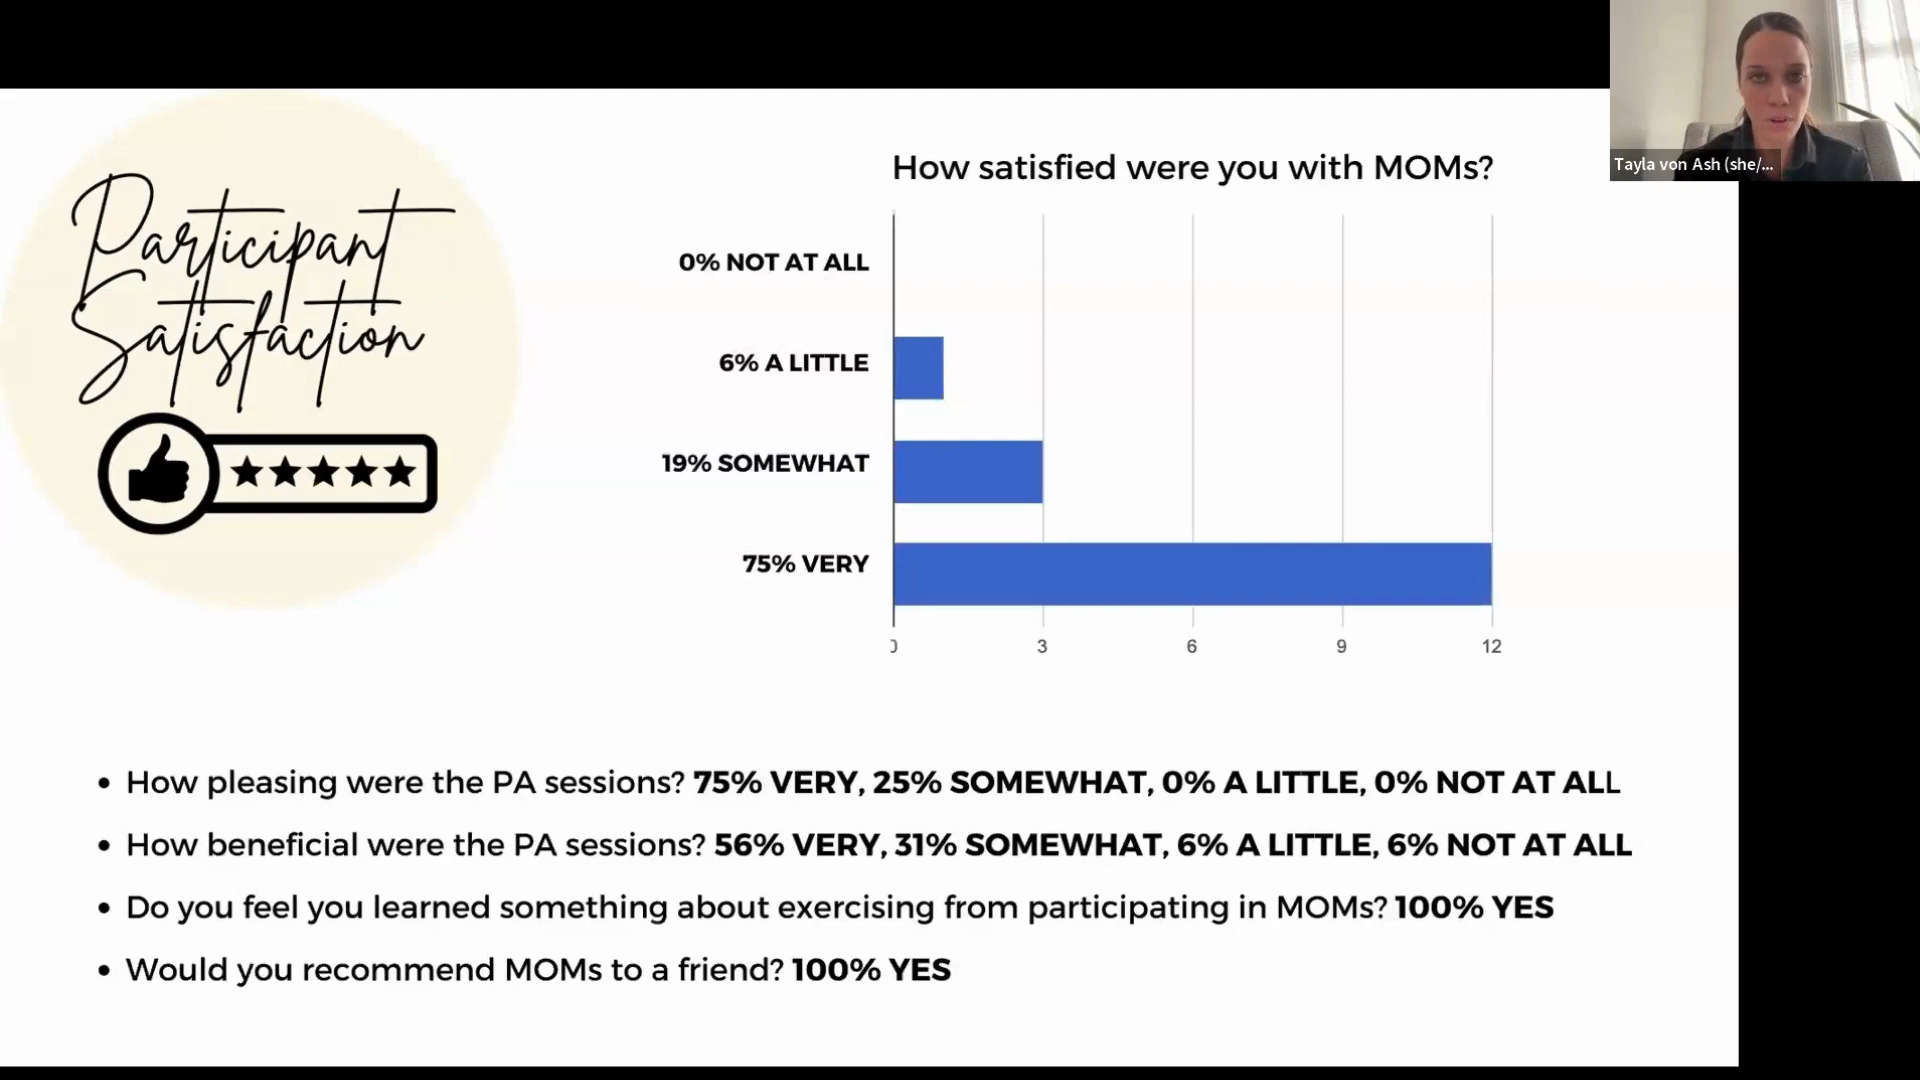 Tayla von Ash (she/...
Participant
Satisfaction
How satisfied were you with MOMs?
0% NOT AT ALL
6% A LITTLE
19% SOMEWHAT
75% VERY
0 3 6 9 12
• How pleasing were the PA sessions? 75% VERY, 25% SOMEWHAT, 0% A LITTLE, 0% NOT AT ALL
• How beneficial were the PA sessions? 56% VERY, 31% SOMEWHAT, 6% A LITTLE, 6% NOT AT ALL
• Do you feel you learned something about exercising from participating in MOMs? 100% YES
• Would you recommend MOMs to a friend? 100% YES